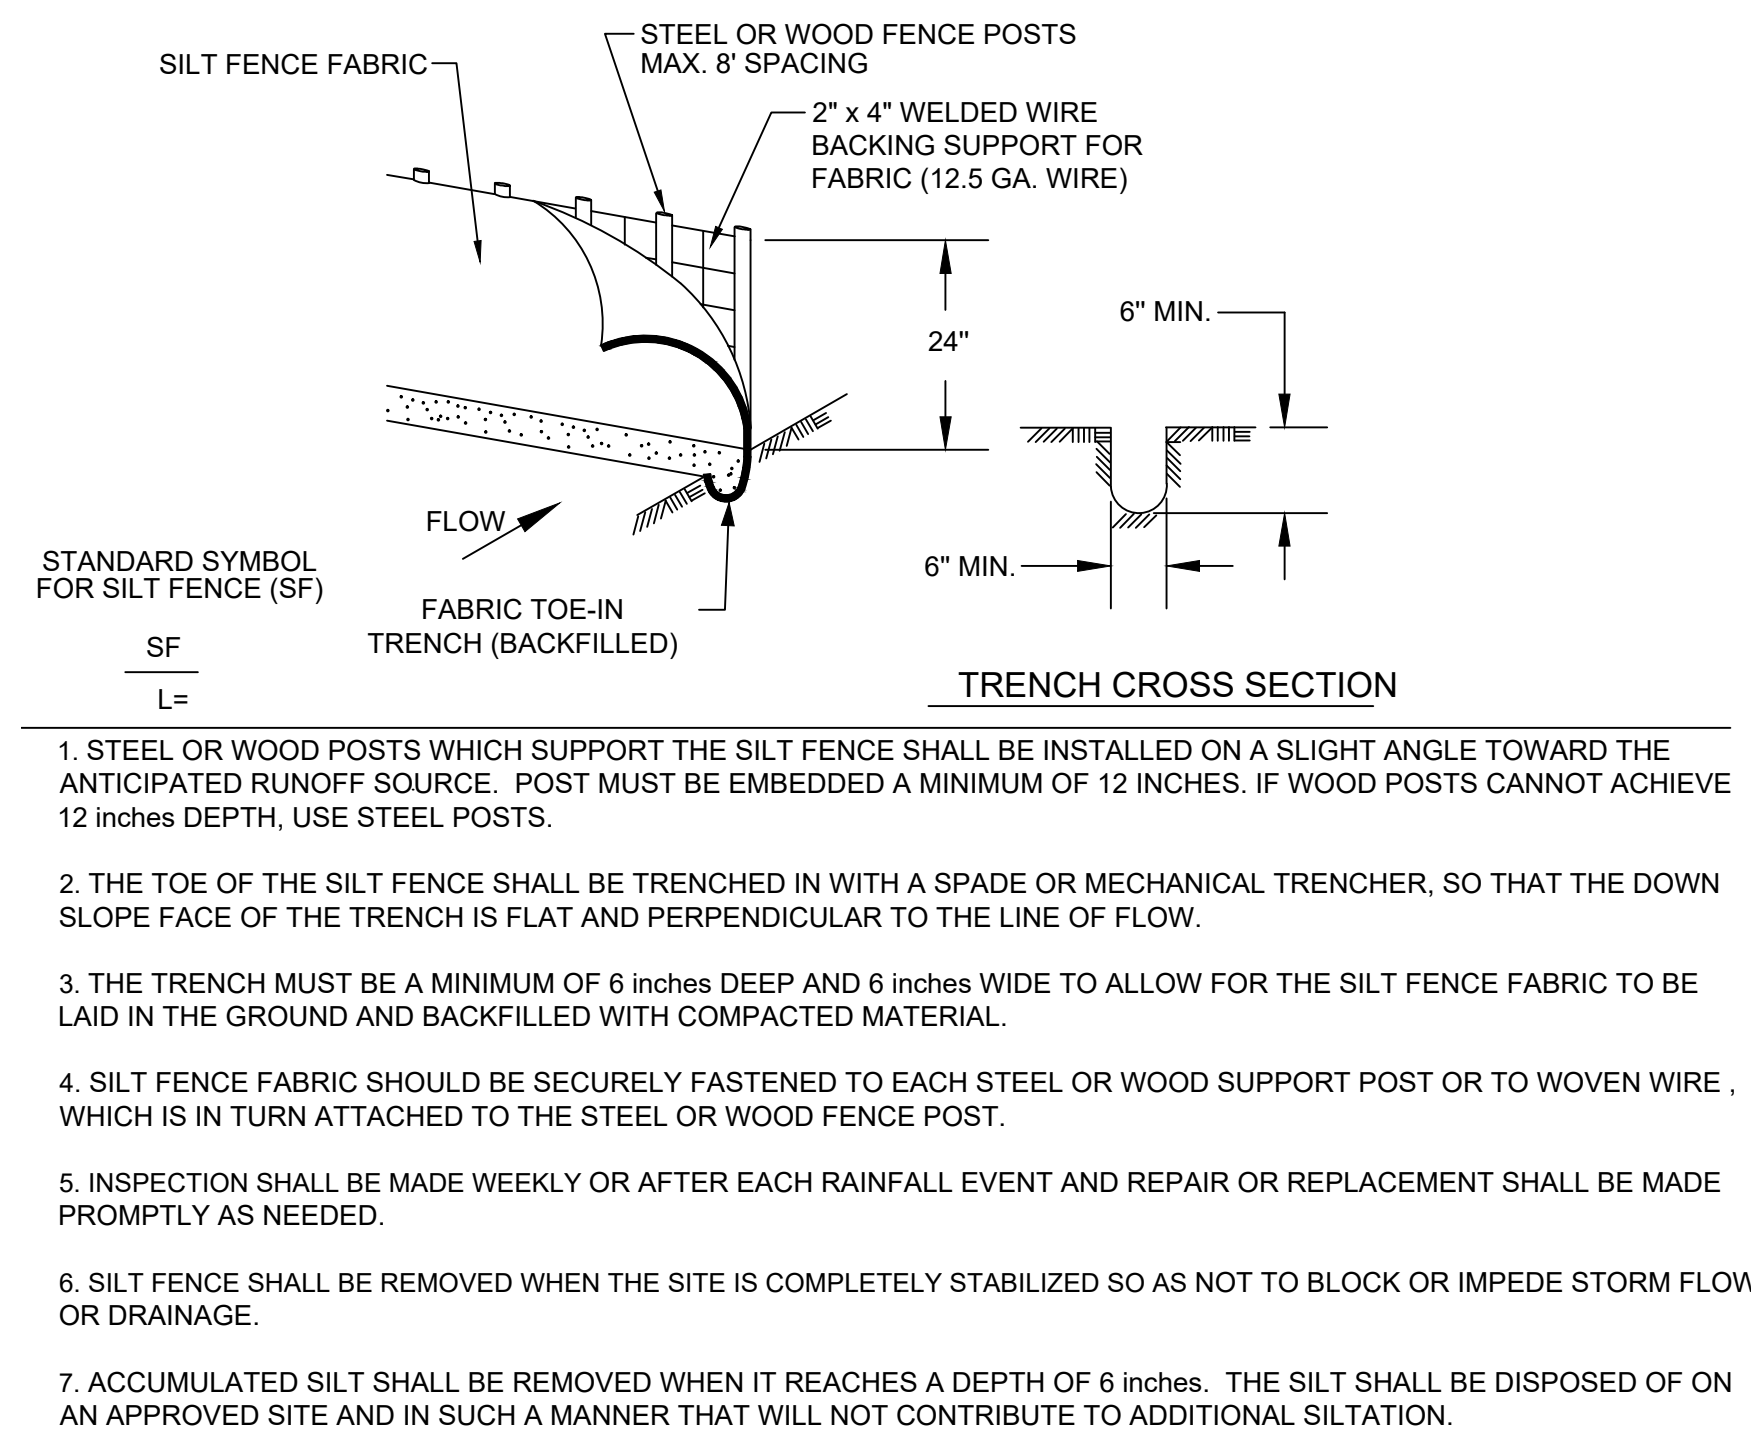 SILT FENCE FABRIC
STEEL OR WOOD FENCE POSTS
MAX. 8' SPACING
2" x 4" WELDED WIRE
BACKING SUPPORT FOR
FABRIC (12.5 GA. WIRE)
24"
6" MIN.
6" MIN.
FLOW
STANDARD SYMBOL
FOR SILT FENCE (SF)
SF
L=
FABRIC TOE-IN
TRENCH (BACKFILLED)
TRENCH CROSS SECTION
1. STEEL OR WOOD POSTS WHICH SUPPORT THE SILT FENCE SHALL BE INSTALLED ON A SLIGHT ANGLE TOWARD THE
ANTICIPATED RUNOFF SOURCE.  POST MUST BE EMBEDDED A MINIMUM OF 12 INCHES. IF WOOD POSTS CANNOT ACHIEVE
12 inches DEPTH, USE STEEL POSTS.
2. THE TOE OF THE SILT FENCE SHALL BE TRENCHED IN WITH A SPADE OR MECHANICAL TRENCHER, SO THAT THE DOWN
SLOPE FACE OF THE TRENCH IS FLAT AND PERPENDICULAR TO THE LINE OF FLOW.
3. THE TRENCH MUST BE A MINIMUM OF 6 inches DEEP AND 6 inches WIDE TO ALLOW FOR THE SILT FENCE FABRIC TO BE
LAID IN THE GROUND AND BACKFILLED WITH COMPACTED MATERIAL.
4. SILT FENCE FABRIC SHOULD BE SECURELY FASTENED TO EACH STEEL OR WOOD SUPPORT POST OR TO WOVEN WIRE ,
WHICH IS IN TURN ATTACHED TO THE STEEL OR WOOD FENCE POST.
5. INSPECTION SHALL BE MADE WEEKLY OR AFTER EACH RAINFALL EVENT AND REPAIR OR REPLACEMENT SHALL BE MADE
PROMPTLY AS NEEDED.
6. SILT FENCE SHALL BE REMOVED WHEN THE SITE IS COMPLETELY STABILIZED SO AS NOT TO BLOCK OR IMPEDE STORM FLOW
OR DRAINAGE.
7. ACCUMULATED SILT SHALL BE REMOVED WHEN IT REACHES A DEPTH OF 6 inches.  THE SILT SHALL BE DISPOSED OF ON
AN APPROVED SITE AND IN SUCH A MANNER THAT WILL NOT CONTRIBUTE TO ADDITIONAL SILTATION.